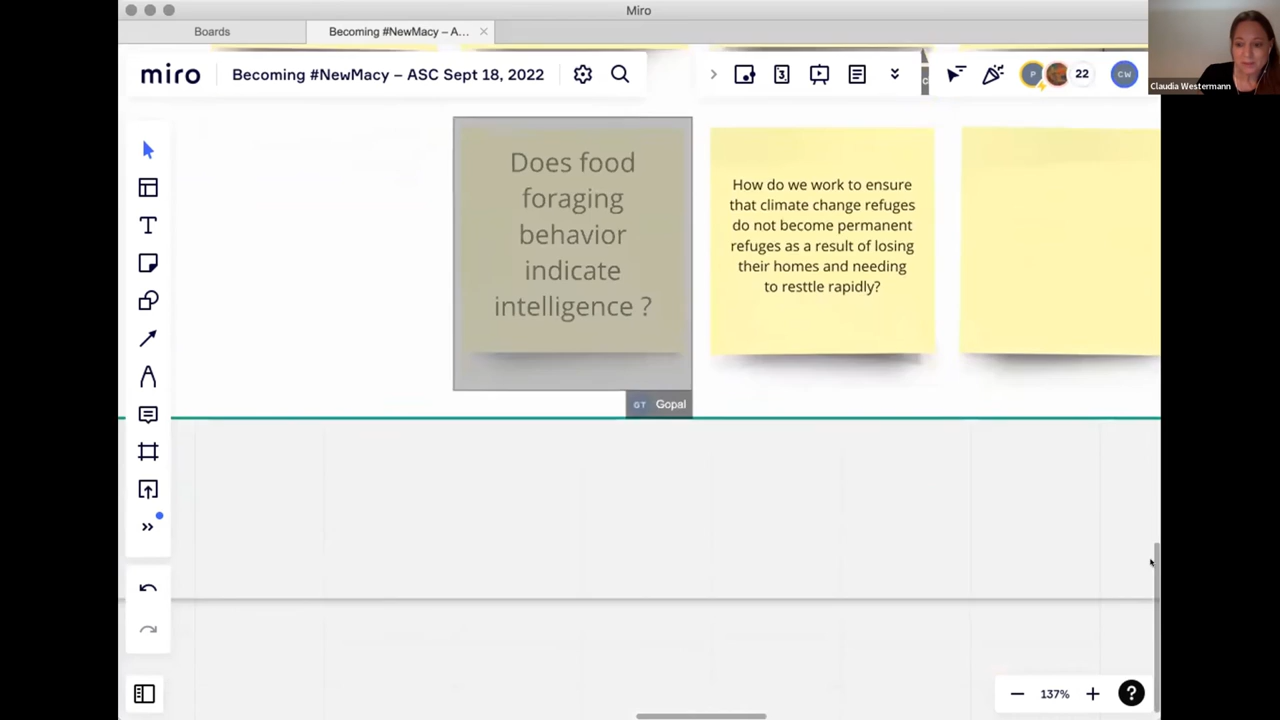 Miro
Boards
Becoming #NewMacy – A...
miro
Becoming #NewMacy – ASC Sept 18, 2022
3
P
22
CW
Claudia Westermann
Does food
foraging
behavior
indicate
intelligence ?
How do we work to ensure
that climate change refuges
do not become permanent
refuges as a result of losing
their homes and needing
to resttle rapidly?
GT Gopal
137%
?